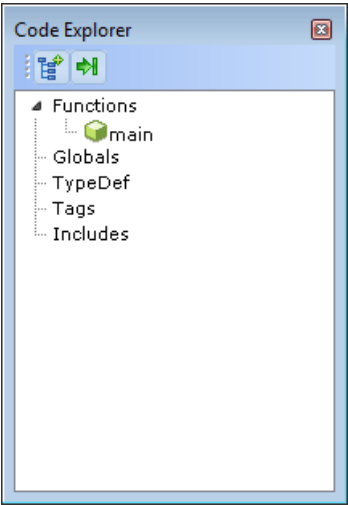 Code Explorer
Functions
main
Globals
TypeDef
Tags
Includes